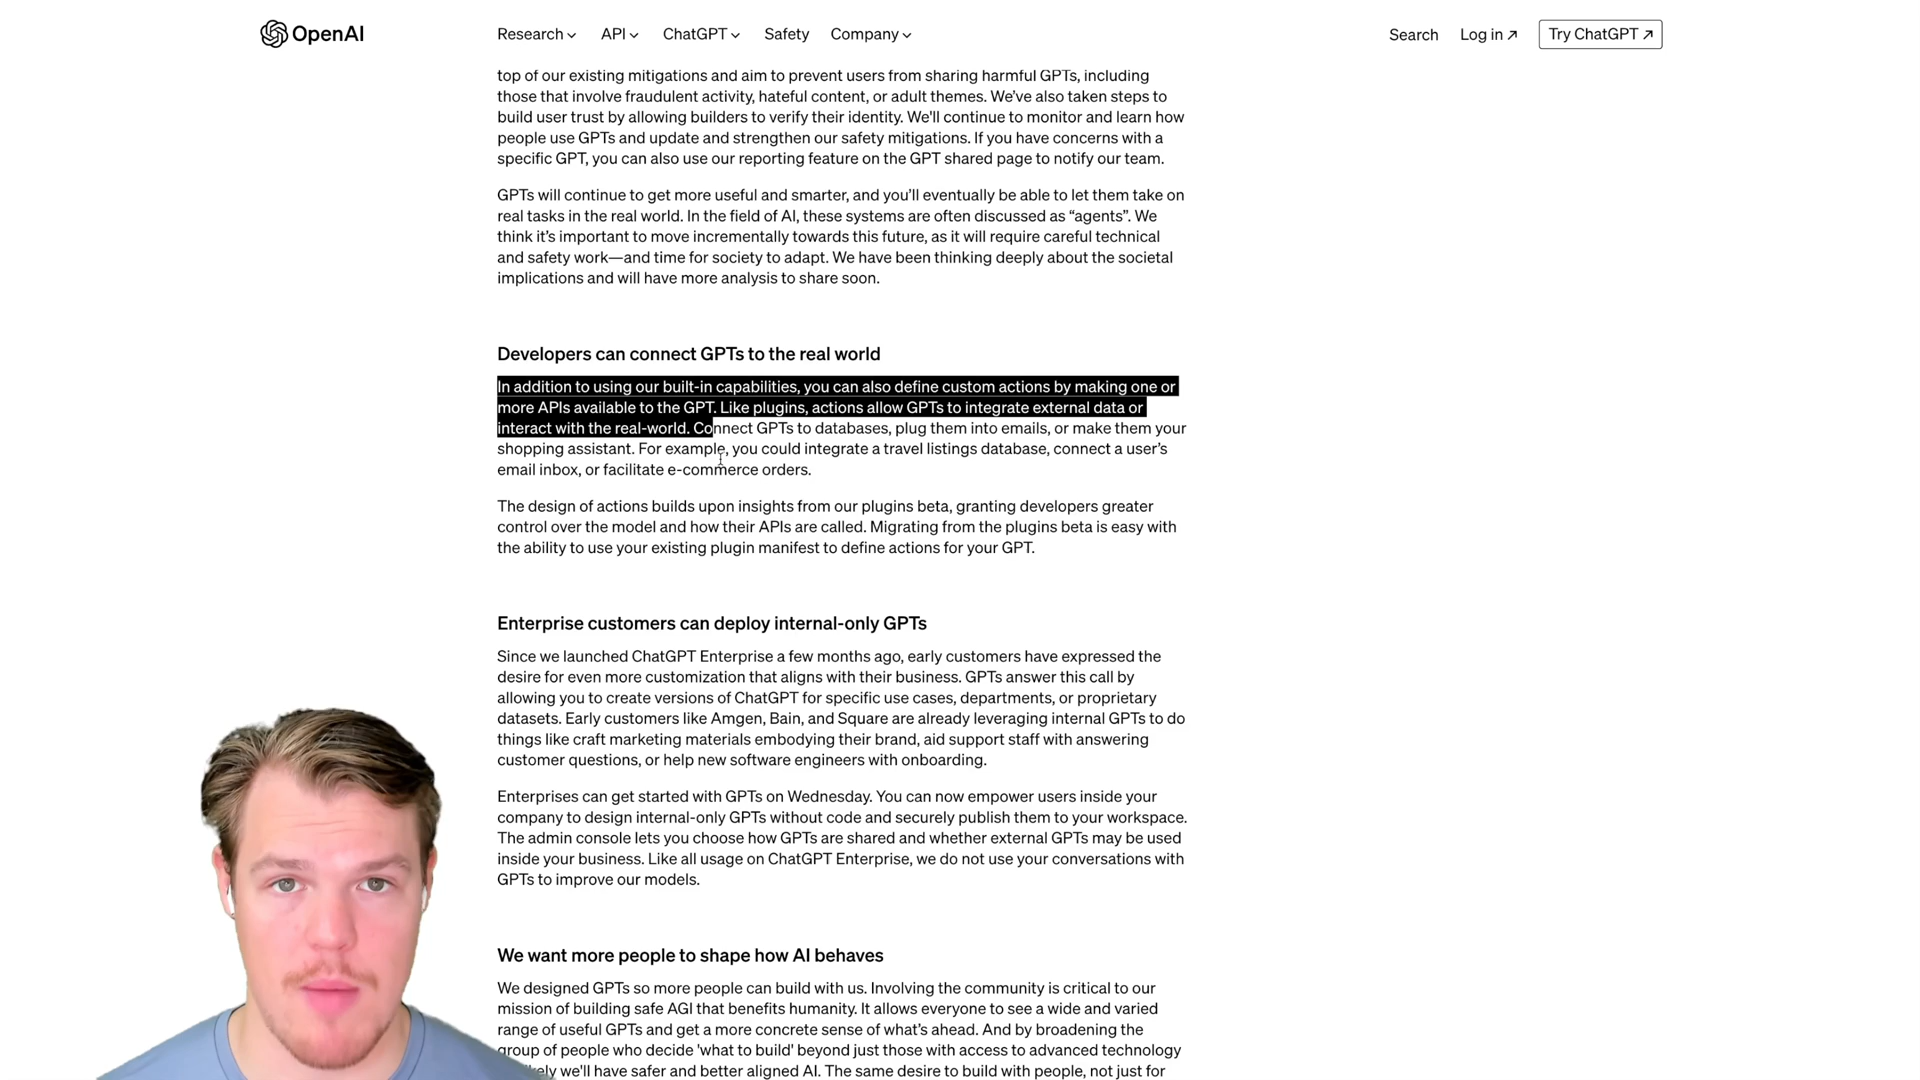 OpenAI
Research
API
ChatGPT
Safety
Company
Search
Log in ↗
Try ChatGPT ↗
top of our existing mitigations and aim to prevent users from sharing harmful GPTs, including
those that involve fraudulent activity, hateful content, or adult themes. We’ve also taken steps to
build user trust by allowing builders to verify their identity. We'll continue to monitor and learn how
people use GPTs and update and strengthen our safety mitigations. If you have concerns with a
specific GPT, you can also use our reporting feature on the GPT shared page to notify our team.
GPTs will continue to get more useful and smarter, and you’ll eventually be able to let them take on
real tasks in the real world. In the field of AI, these systems are often discussed as “agents”. We
think it’s important to move incrementally towards this future, as it will require careful technical
and safety work—and time for society to adapt. We have been thinking deeply about the societal
implications and will have more analysis to share soon.
Developers can connect GPTs to the real world
In addition to using our built-in capabilities, you can also define custom actions by making one or
more APIs available to the GPT. Like plugins, actions allow GPTs to integrate external data or
interact with the real-world. Connect GPTs to databases, plug them into emails, or make them your
shopping assistant. For example, you could integrate a travel listings database, connect a user’s
email inbox, or facilitate e-commerce orders.
The design of actions builds upon insights from our plugins beta, granting developers greater
control over the model and how their APIs are called. Migrating from the plugins beta is easy with
the ability to use your existing plugin manifest to define actions for your GPT.
Enterprise customers can deploy internal-only GPTs
Since we launched ChatGPT Enterprise a few months ago, early customers have expressed the
desire for even more customization that aligns with their business. GPTs answer this call by
allowing you to create versions of ChatGPT for specific use cases, departments, or proprietary
datasets. Early customers like Amgen, Bain, and Square are already leveraging internal GPTs to do
things like craft marketing materials embodying their brand, aid support staff with answering
customer questions, or help new software engineers with onboarding.
Enterprises can get started with GPTs on Wednesday. You can now empower users inside your
company to design internal-only GPTs without code and securely publish them to your workspace.
The admin console lets you choose how GPTs are shared and whether external GPTs may be used
inside your business. Like all usage on ChatGPT Enterprise, we do not use your conversations with
GPTs to improve our models.
We want more people to shape how AI behaves
We designed GPTs so more people can build with us. Involving the community is critical to our
mission of building safe AGI that benefits humanity. It allows everyone to see a wide and varied
range of useful GPTs and get a more concrete sense of what’s ahead. And by broadening the
group of people who decide 'what to build' beyond just those with access to advanced technology
we'll have safer and better aligned AI. The same desire to build with people, not just for